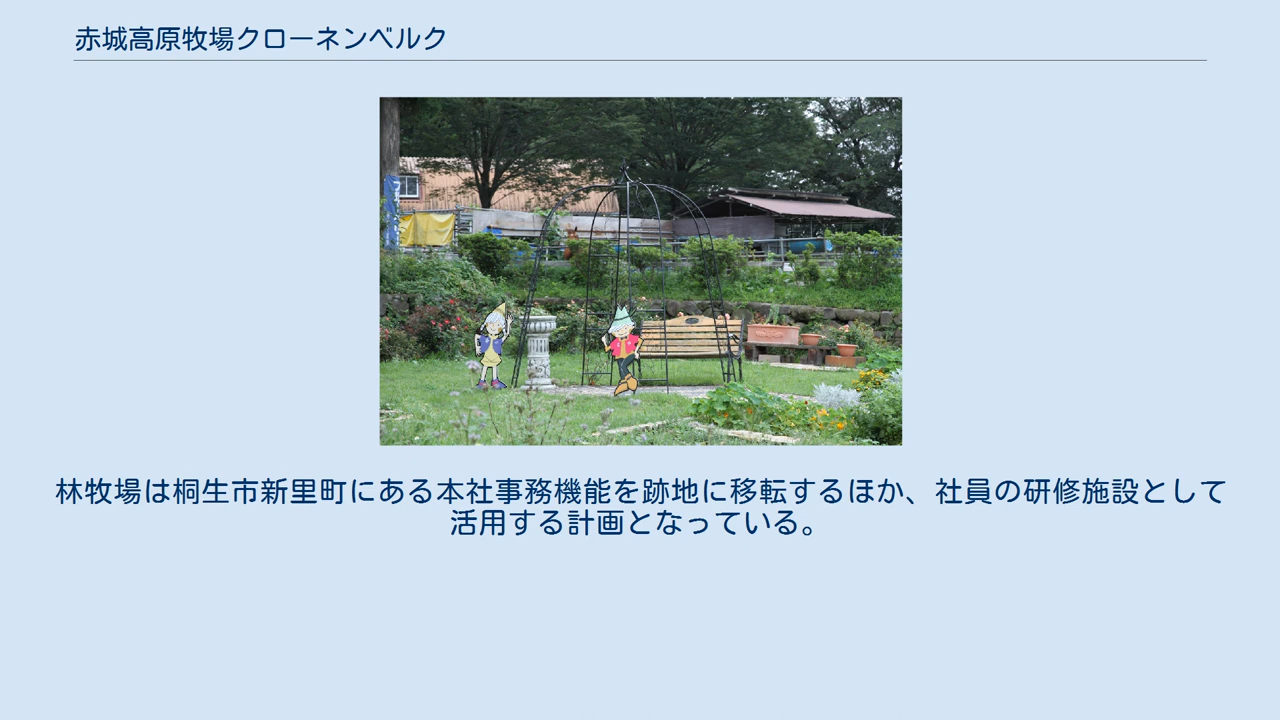 赤城高原牧場クローネンベルク
林牧場は桐生市新里町にある本社事務機能を跡地に移転するほか、社員の研修施設として
活用する計画となっている。